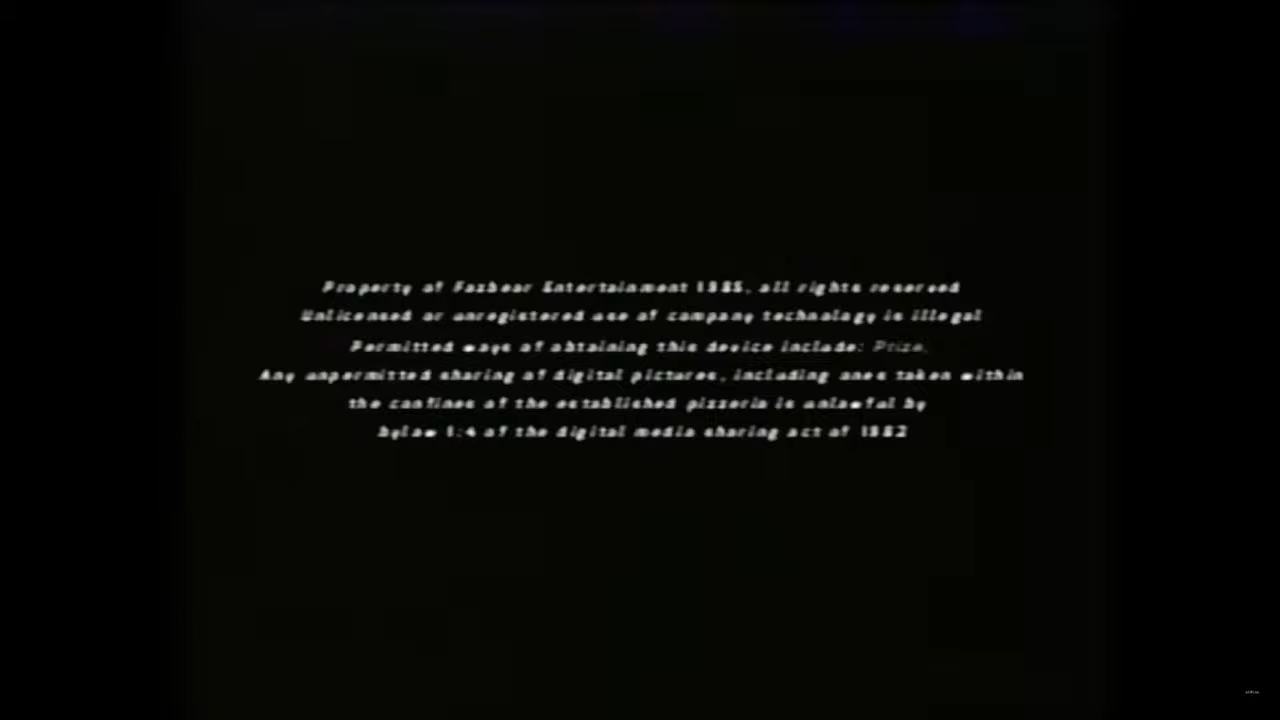 Property of Fazbear Entertainment 1985, all rights reserved
Unlicensed or unregistered use of company technology is illegal
Permitted ways of obtaining this device include: Prize,
Any unpermitted sharing of digital pictures, including ones taken within
the confines of the established pizzeria is unlawful by
bylaw 1:4 of the digital media sharing act of 1982